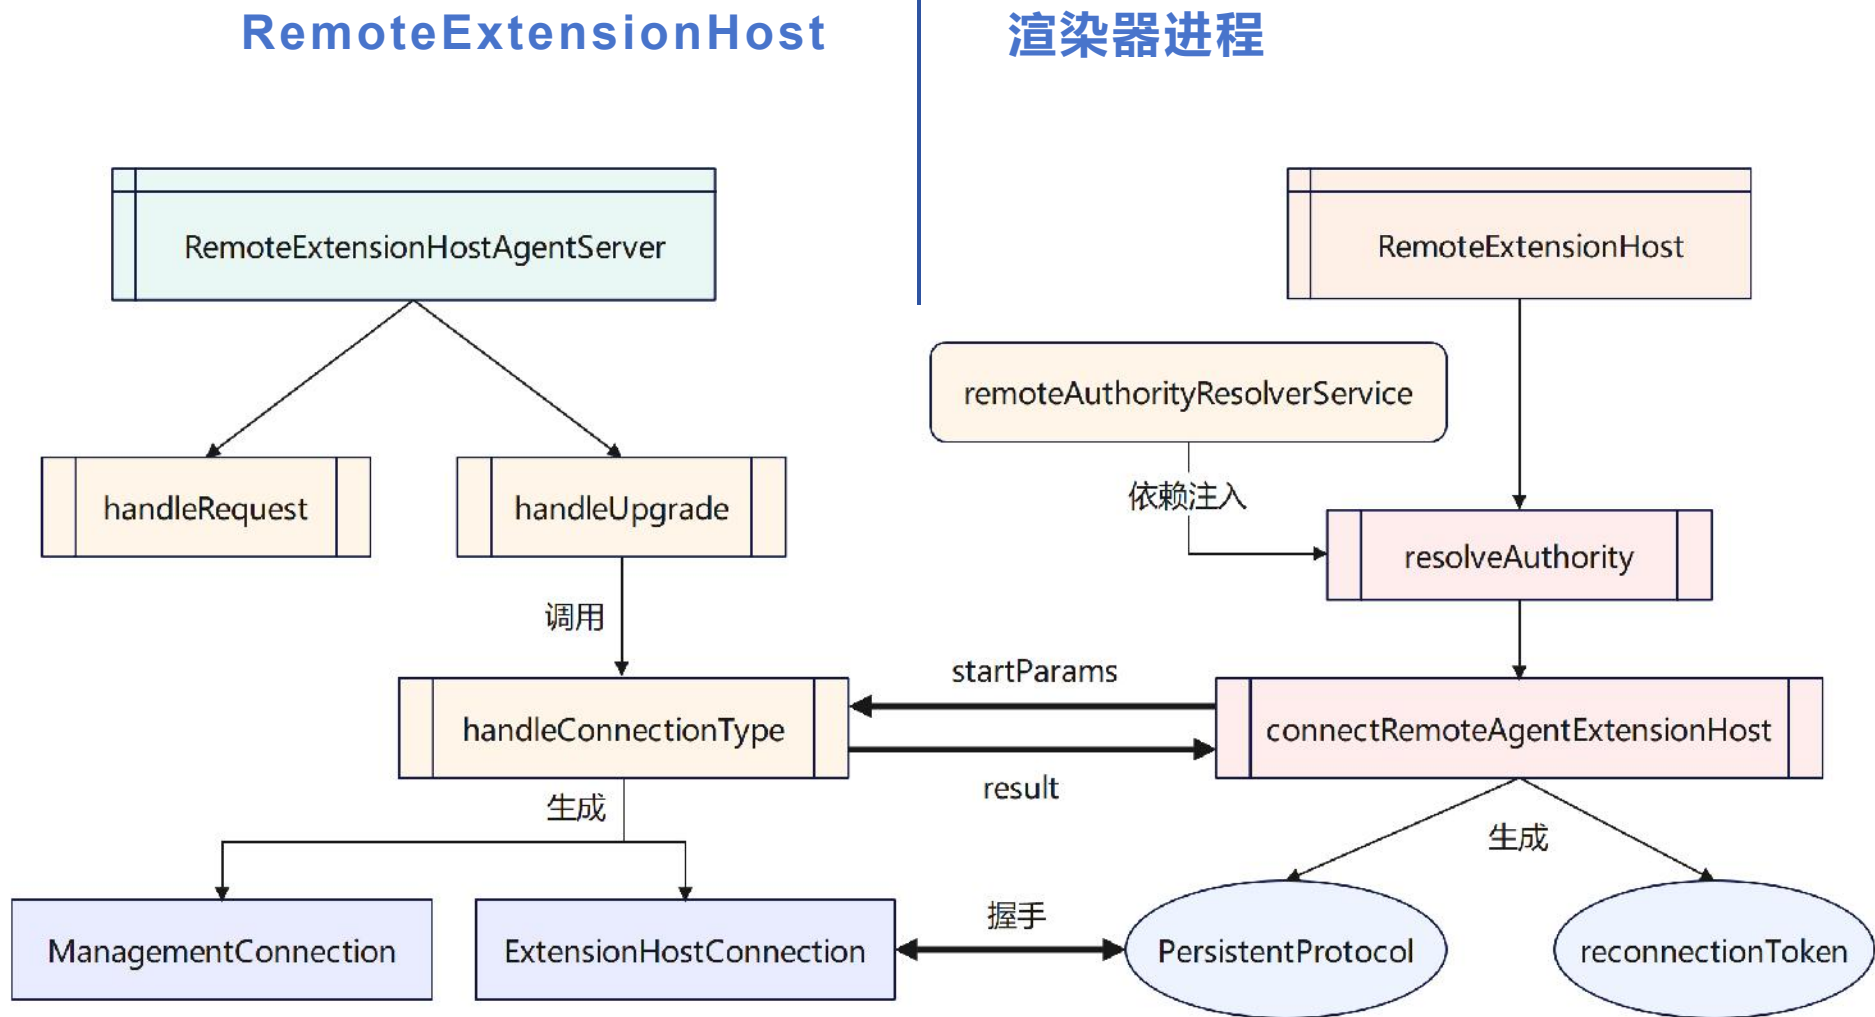 RemoteExtensionHost
渲染器进程
RemoteExtensionHostAgentServer
RemoteExtensionHost
remoteAuthorityResolverService
handleRequest
handleUpgrade
依赖注入
resolveAuthority
调用
startParams
handleConnectionType
connectRemoteAgentExtensionHost
result
生成
生成
握手
ManagementConnection
ExtensionHostConnection
PersistentProtocol
reconnectionToken